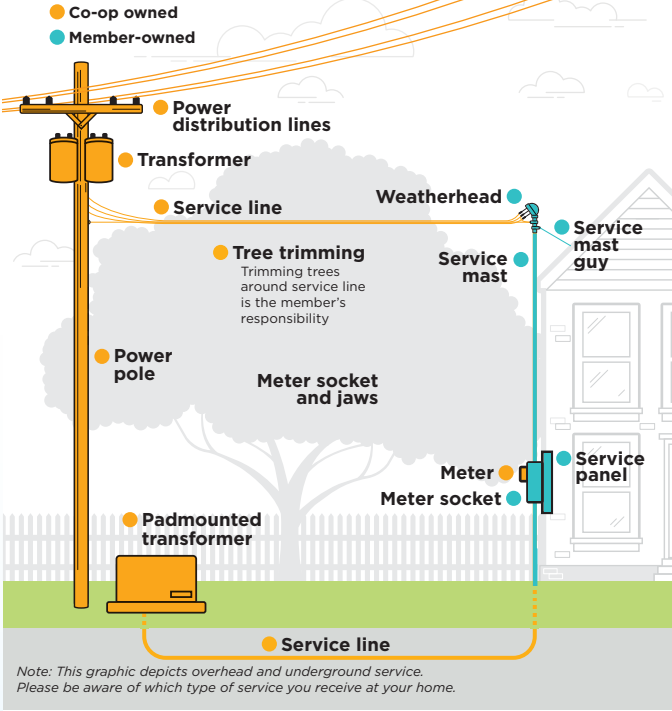 Co-op owned
Member-owned
Power
distribution lines
Transformer
Service line
Weatherhead
Service
mast
guy
Service
mast
Tree trimming
Trimming trees
around service line
is the member’s
responsibility
Power
pole
Meter socket
and jaws
Meter
Service
panel
Meter socket
Padmounted
transformer
Service line
Note: This graphic depicts overhead and underground service.
Please be aware of which type of service you receive at your home.